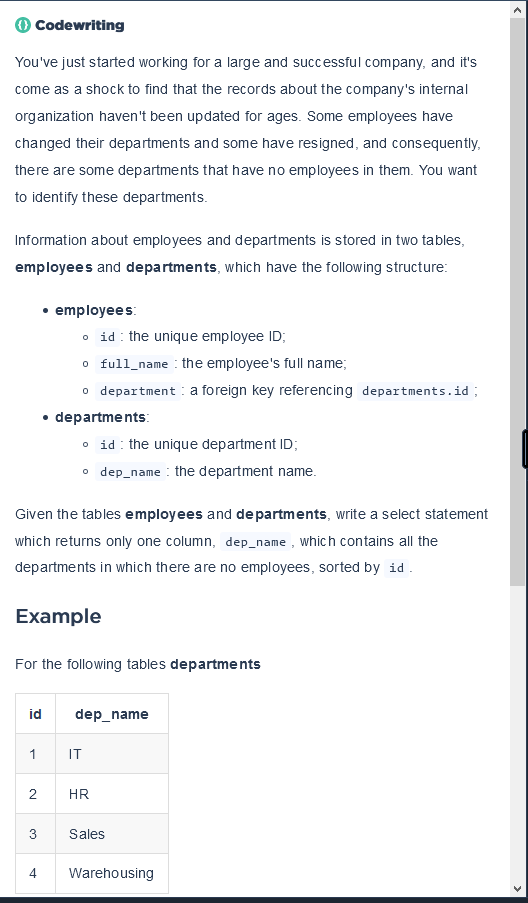 Codewriting
You've just started working for a large and successful company, and it's
come as a shock to find that the records about the company's internal
organization haven't been updated for ages. Some employees have
changed their departments and some have resigned, and consequently,
there are some departments that have no employees in them. You want
to identify these departments.
Information about employees and departments is stored in two tables,
employees and departments, which have the following structure:
• employees:
◦ id : the unique employee ID;
◦ full_name : the employee's full name;
◦ department : a foreign key referencing departments.id ;
• departments:
◦ id : the unique department ID;
◦ dep_name : the department name.
Given the tables employees and departments, write a select statement
which returns only one column, dep_name , which contains all the
departments in which there are no employees, sorted by id .
Example
For the following tables departments
id dep_name
1 IT
2 HR
3 Sales
4 Warehousing